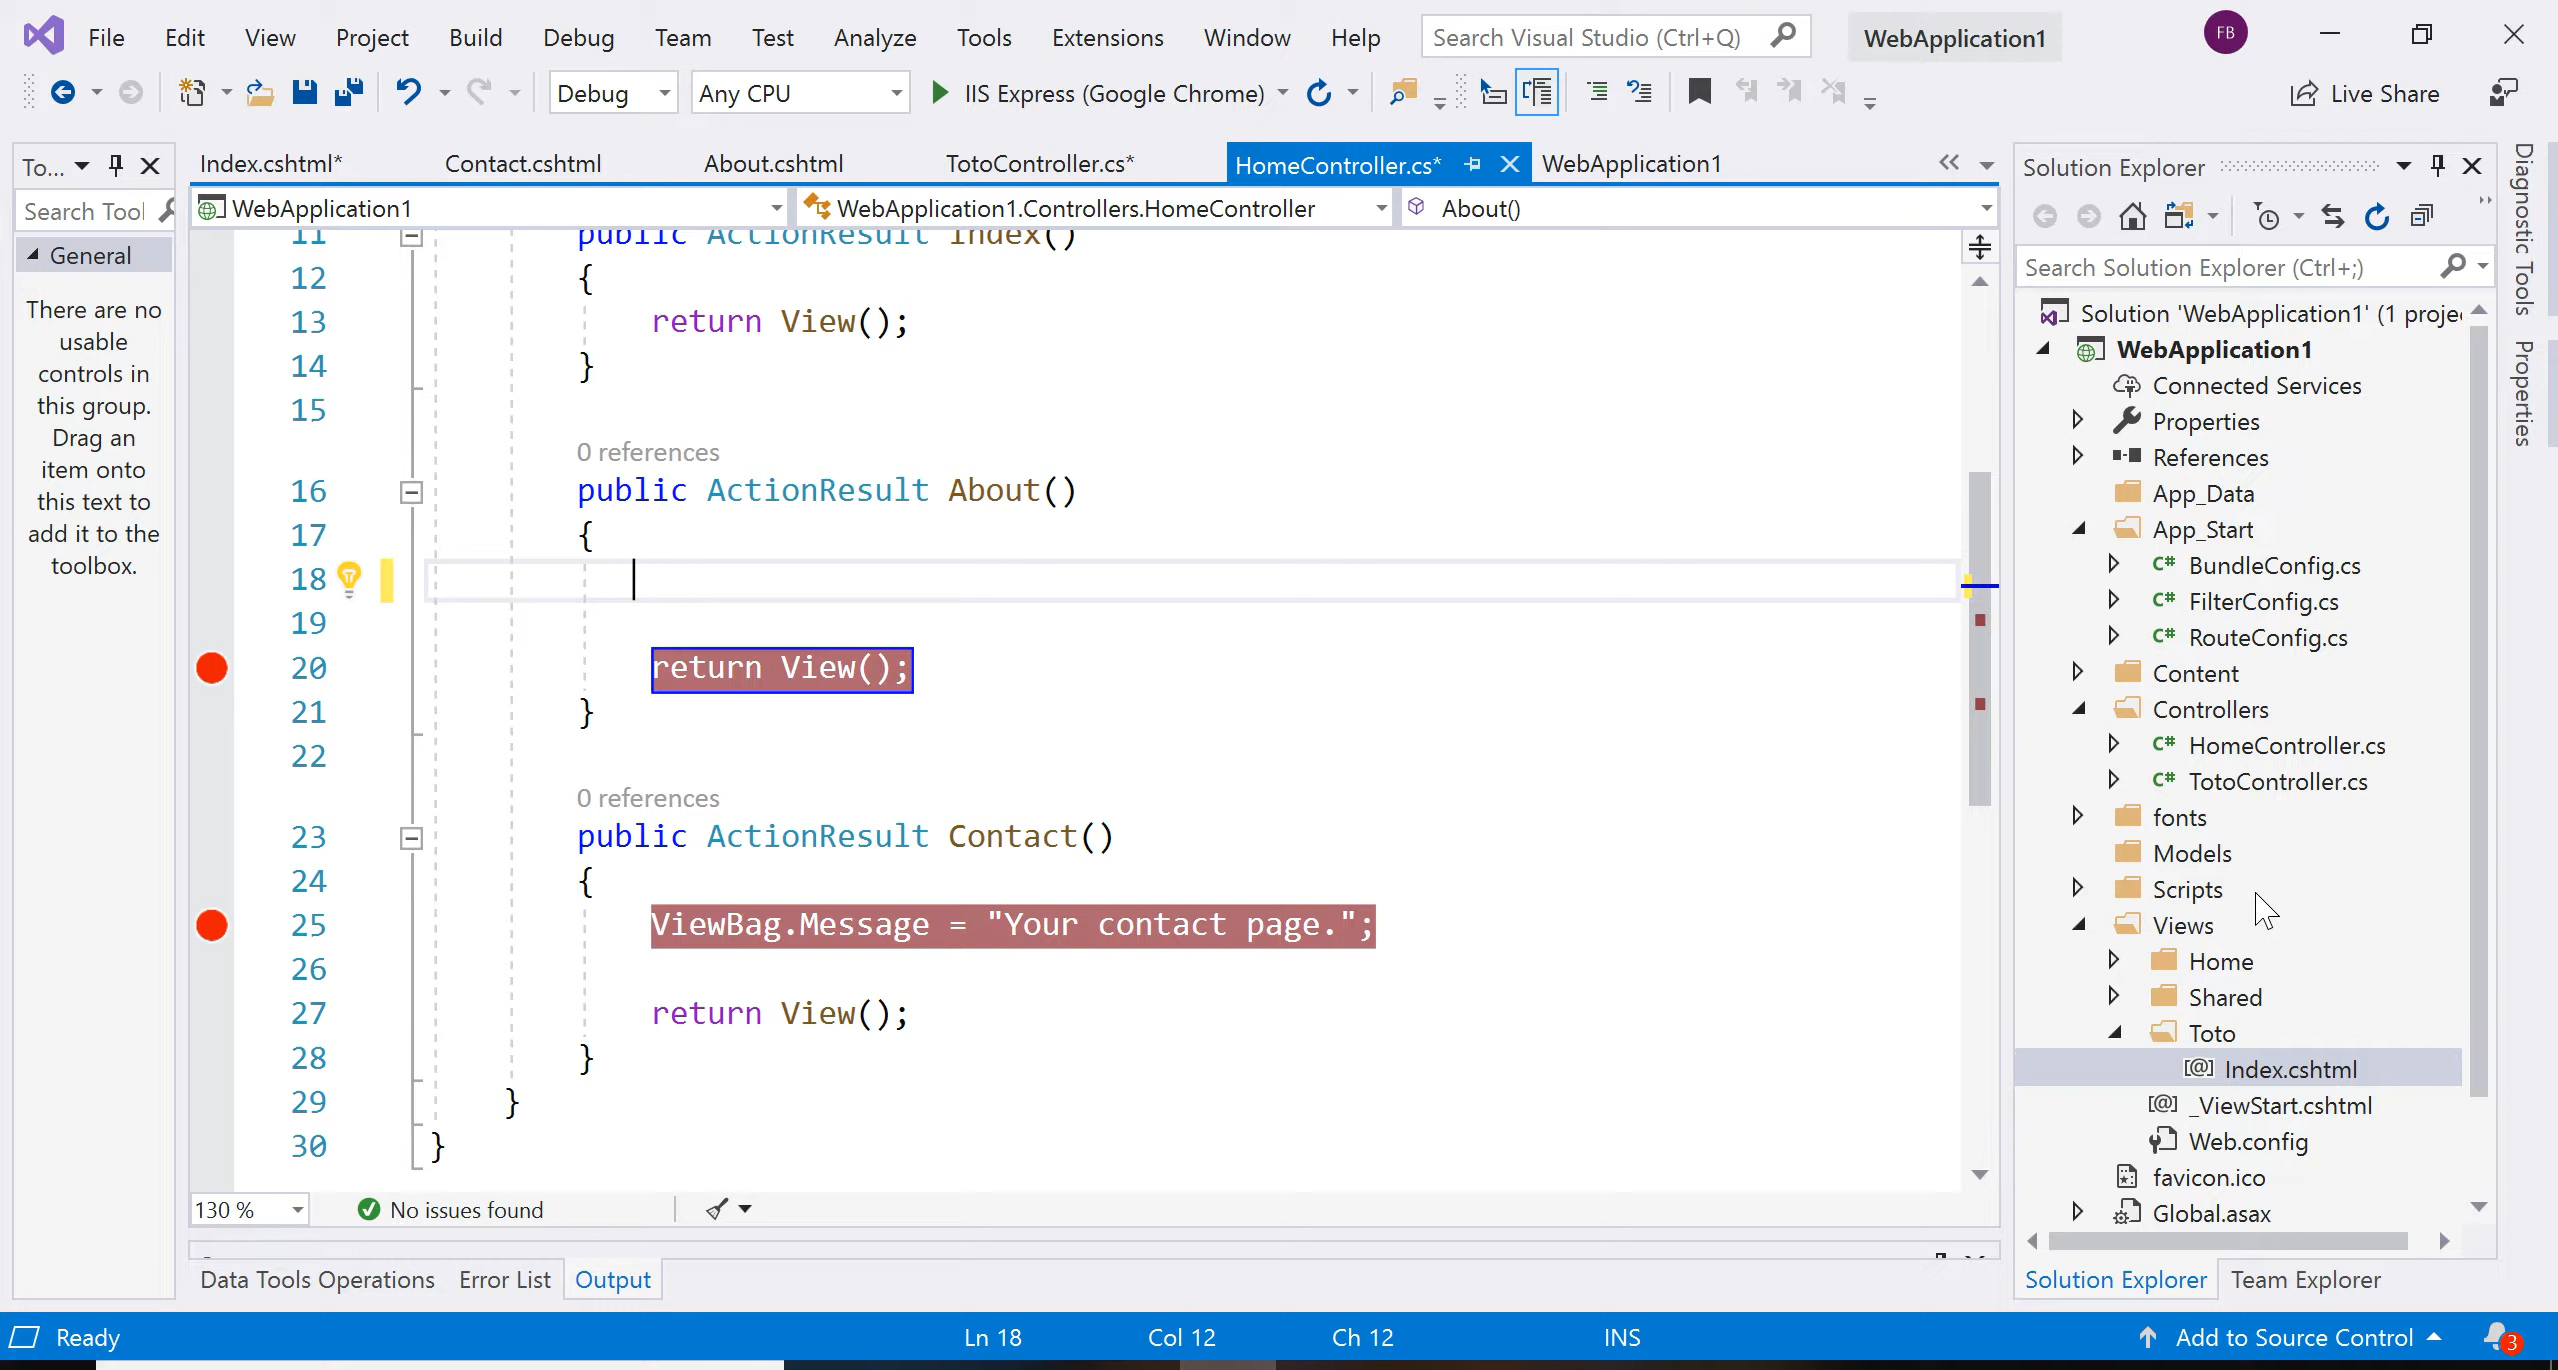 File Edit View Project Build Debug Team Test Analyze Tools Extensions Window Help Search Visual Studio (Ctrl+Q) WebApplication1 FB
Debug Any CPU IIS Express (Google Chrome) Live Share
To...
Search Tool
General
There are no
usable
controls in
this group.
Drag an
item onto
this text to
add it to the
toolbox.
Index.cshtml* Contact.cshtml About.cshtml TotoController.cs* HomeController.cs* WebApplication1
WebApplication1 WebApplication1.Controllers.HomeController About()
11 public ActionResult Index()
12 {
13 return View();
14 }
15
0 references
16 public ActionResult About()
17 {
18
19
20 return View();
21 }
22
0 references
23 public ActionResult Contact()
24 {
25 ViewBag.Message = "Your contact page.";
26
27 return View();
28 }
29 }
30 }
130 % No issues found
Data Tools Operations Error List Output
Solution Explorer
Search Solution Explorer (Ctrl+;)
Solution 'WebApplication1' (1 proje
WebApplication1
Connected Services
Properties
References
App_Data
App_Start
C# BundleConfig.cs
C# FilterConfig.cs
C# RouteConfig.cs
Content
Controllers
C# HomeController.cs
C# TotoController.cs
fonts
Models
Scripts
Views
Home
Shared
Toto
[@] Index.cshtml
[@] _ViewStart.cshtml
Web.config
favicon.ico
Global.asax
Solution Explorer Team Explorer
Diagnostic Tools
Properties
Ready Ln 18 Col 12 Ch 12 INS Add to Source Control 3